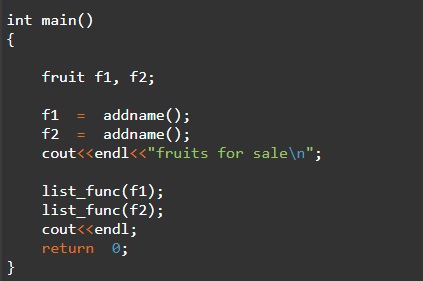 int main()
{
fruit f1, f2;
f1  =  addname();
f2  =  addname();
cout<<endl<<"fruits for sale\n";
list_func(f1);
list_func(f2);
cout<<endl;
return  0;
}